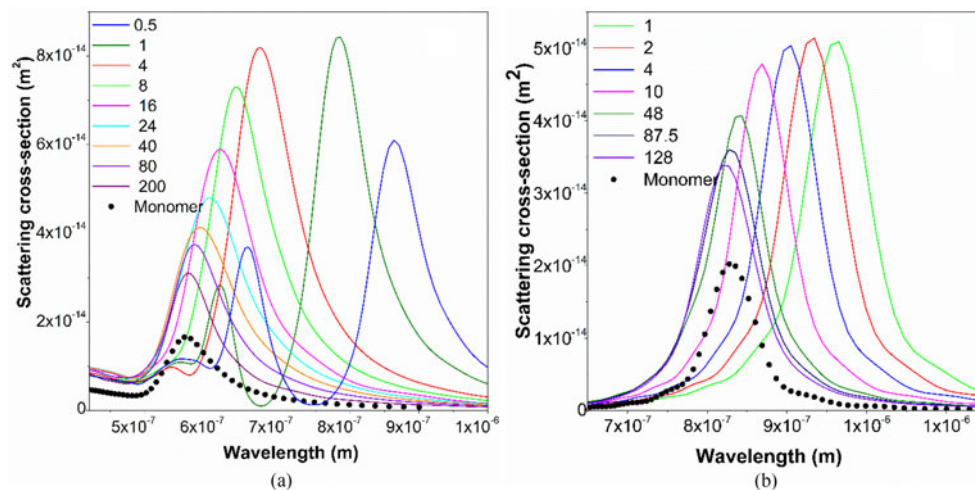 Scattering cross-section (m²)
8x10⁻¹⁴
6x10⁻¹⁴
4x10⁻¹⁴
2x10⁻¹⁴
0
0.5
1
4
8
16
24
40
80
200
Monomer
5x10⁻⁷ 6x10⁻⁷ 7x10⁻⁷ 8x10⁻⁷ 9x10⁻⁷ 1x10⁻⁶
Wavelength (m)
(a)
Scattering cross-section (m²)
5x10⁻¹⁴
4x10⁻¹⁴
3x10⁻¹⁴
2x10⁻¹⁴
1x10⁻¹⁴
0
1
2
4
10
48
87.5
128
Monomer
7x10⁻⁷ 8x10⁻⁷ 9x10⁻⁷ 1x10⁻⁶ 1x10⁻⁶
Wavelength (m)
(b)